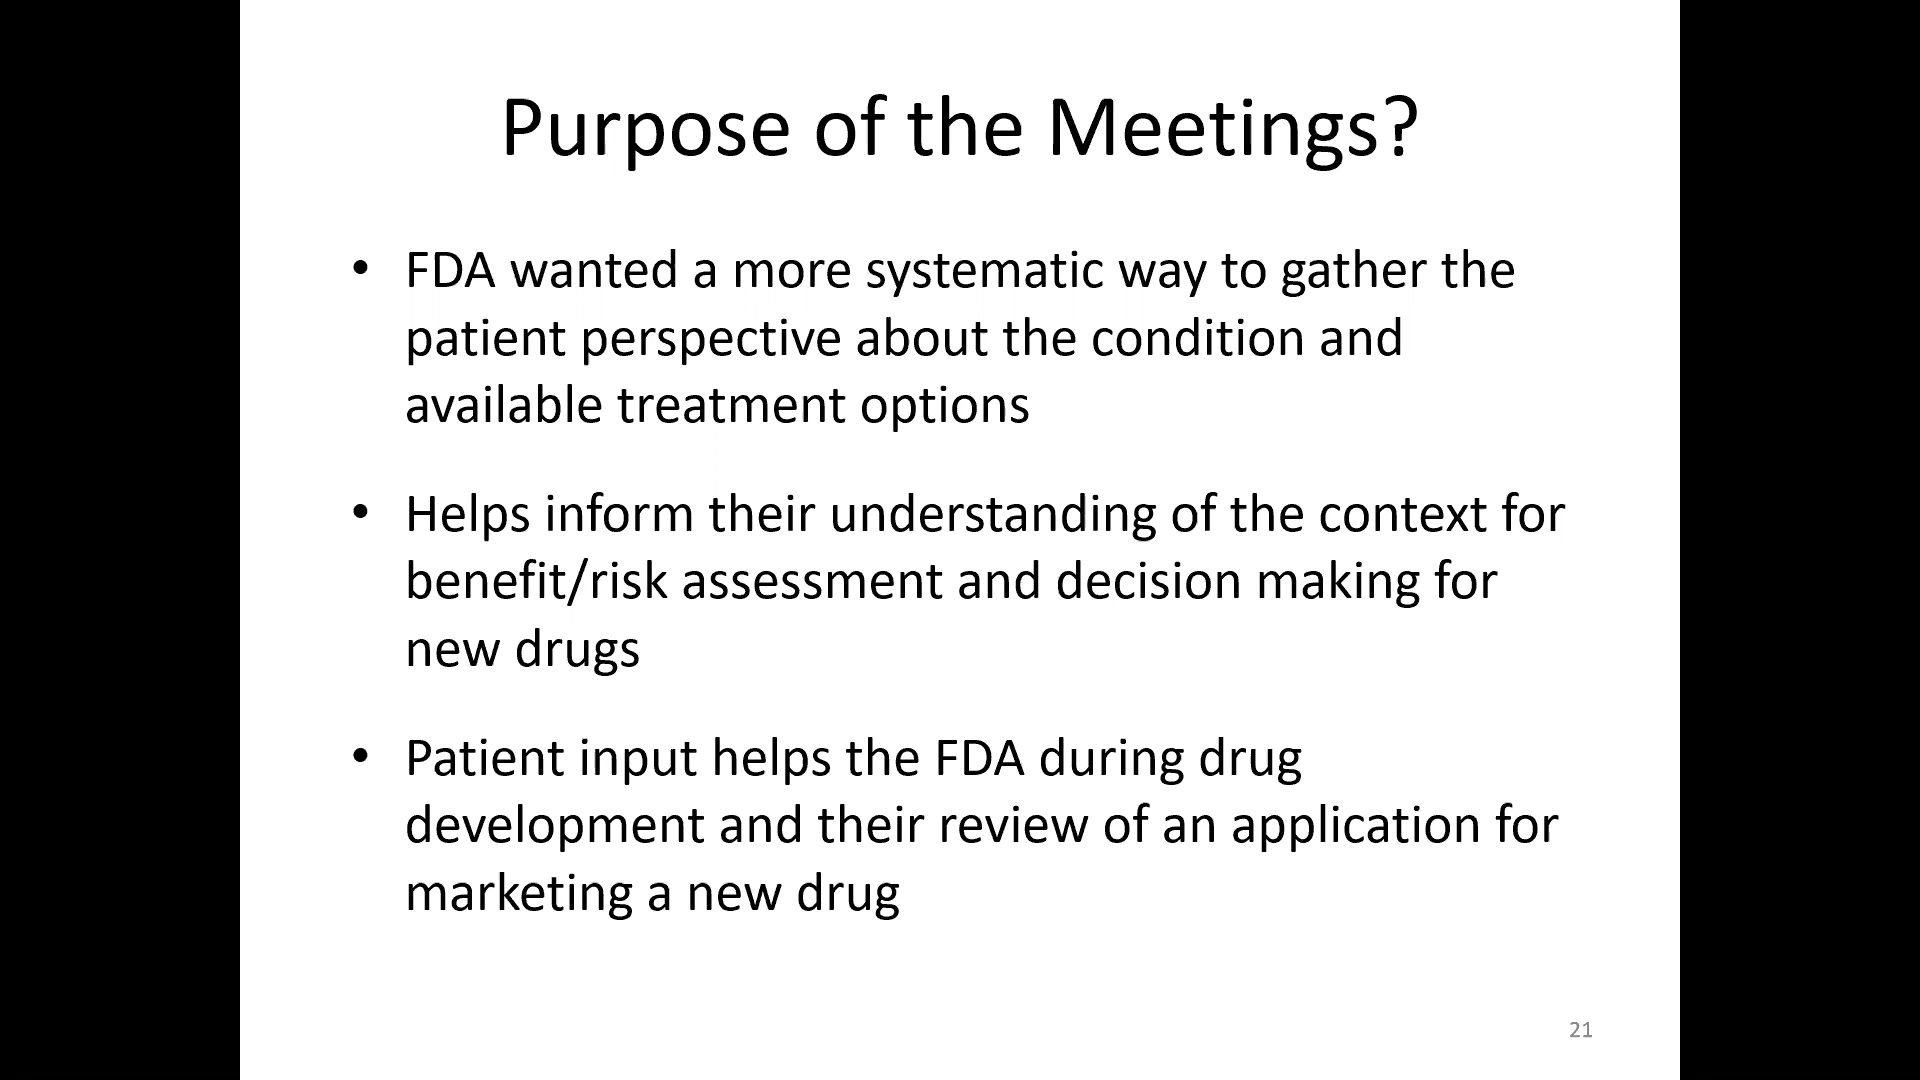 Purpose of the Meetings?
• FDA wanted a more systematic way to gather the
patient perspective about the condition and
available treatment options
• Helps inform their understanding of the context for
benefit/risk assessment and decision making for
new drugs
• Patient input helps the FDA during drug
development and their review of an application for
marketing a new drug
21